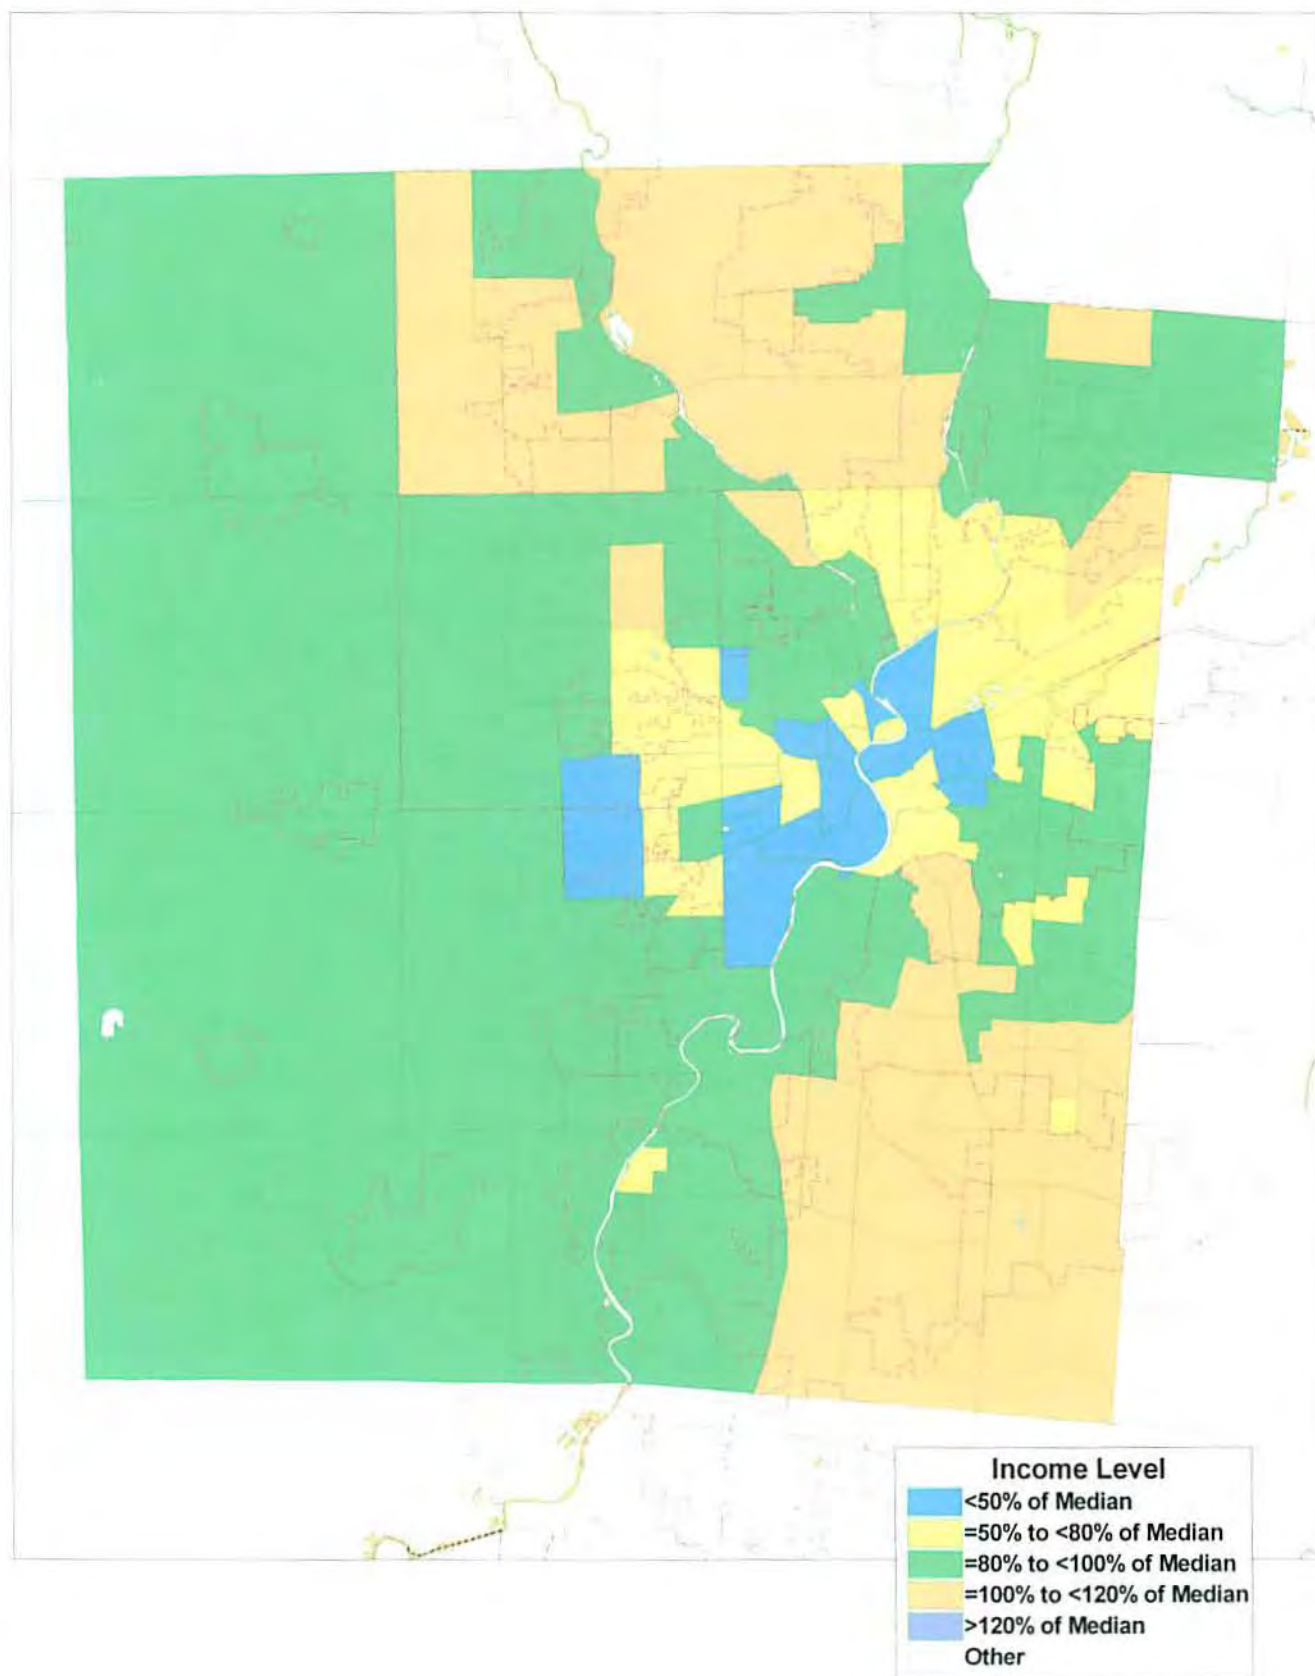 Income Level
<50% of Median
=50% to <80% of Median
=80% to <100% of Median
=100% to <120% of Median
>120% of Median
Other